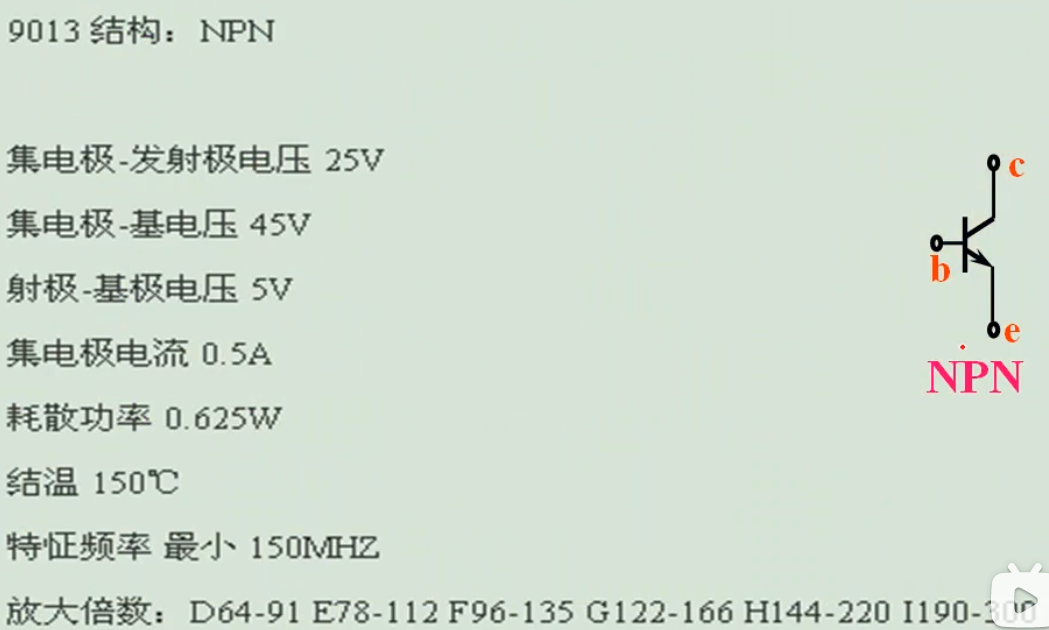 9013 结构：NPN
集电极-发射极电压 25V
集电极-基电压 45V
射极-基极电压 5V
集电极电流 0.5A
耗散功率 0.625W
结温 150℃
特怔频率 最小 150MHZ
放大倍数：D64-91 E78-112 F96-135 G122-166 H144-220 I190-300
c
b
e
NPN